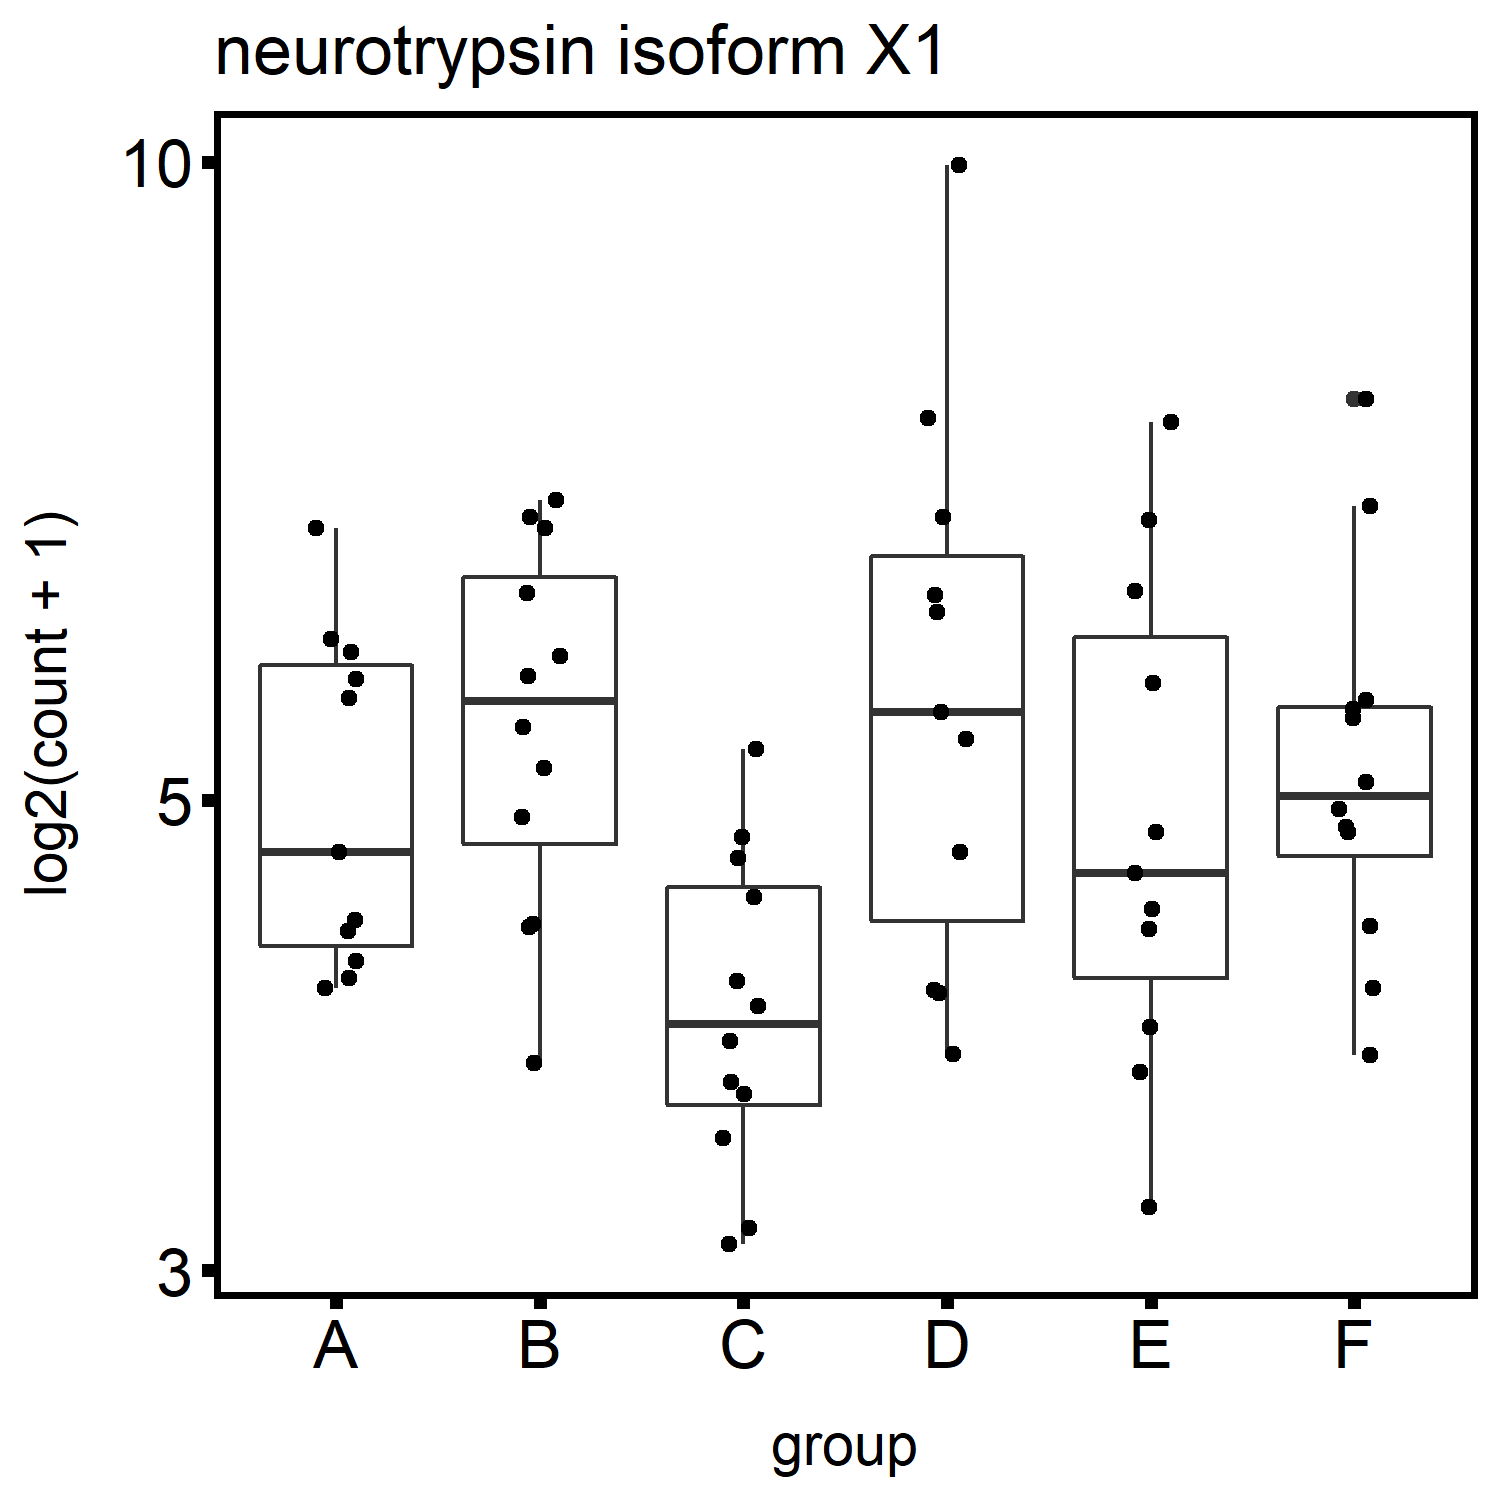 neurotrypsin isoform X1
10
5
3
log2(count + 1)
A B C D E F
group